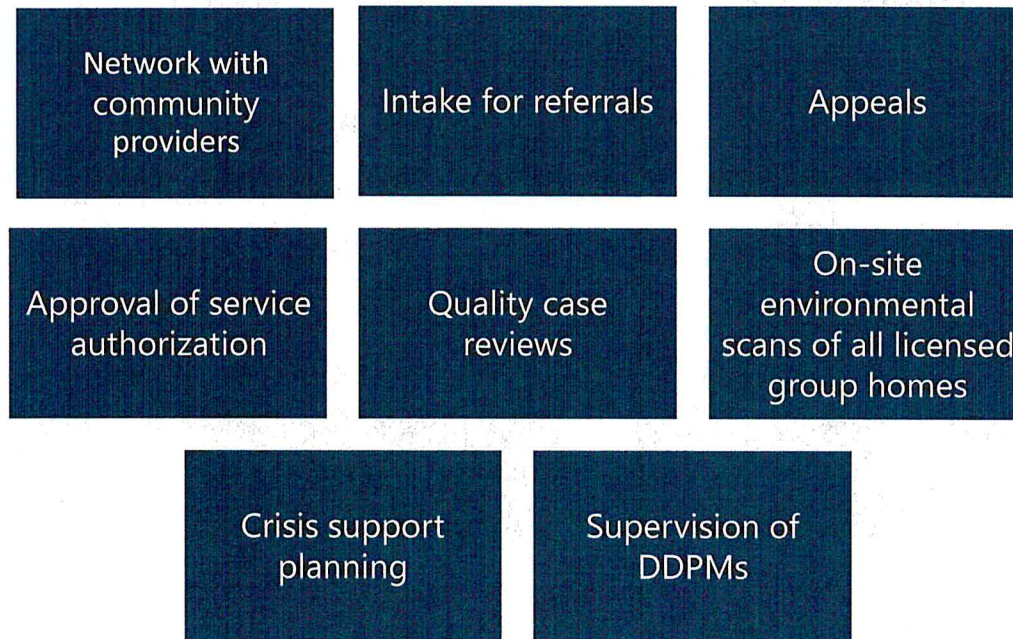 Network with
community
providers
Intake for referrals
Appeals
Approval of service
authorization
Quality case
reviews
On-site
environmental
scans of all licensed
group homes
Crisis support
planning
Supervision of
DDPMs